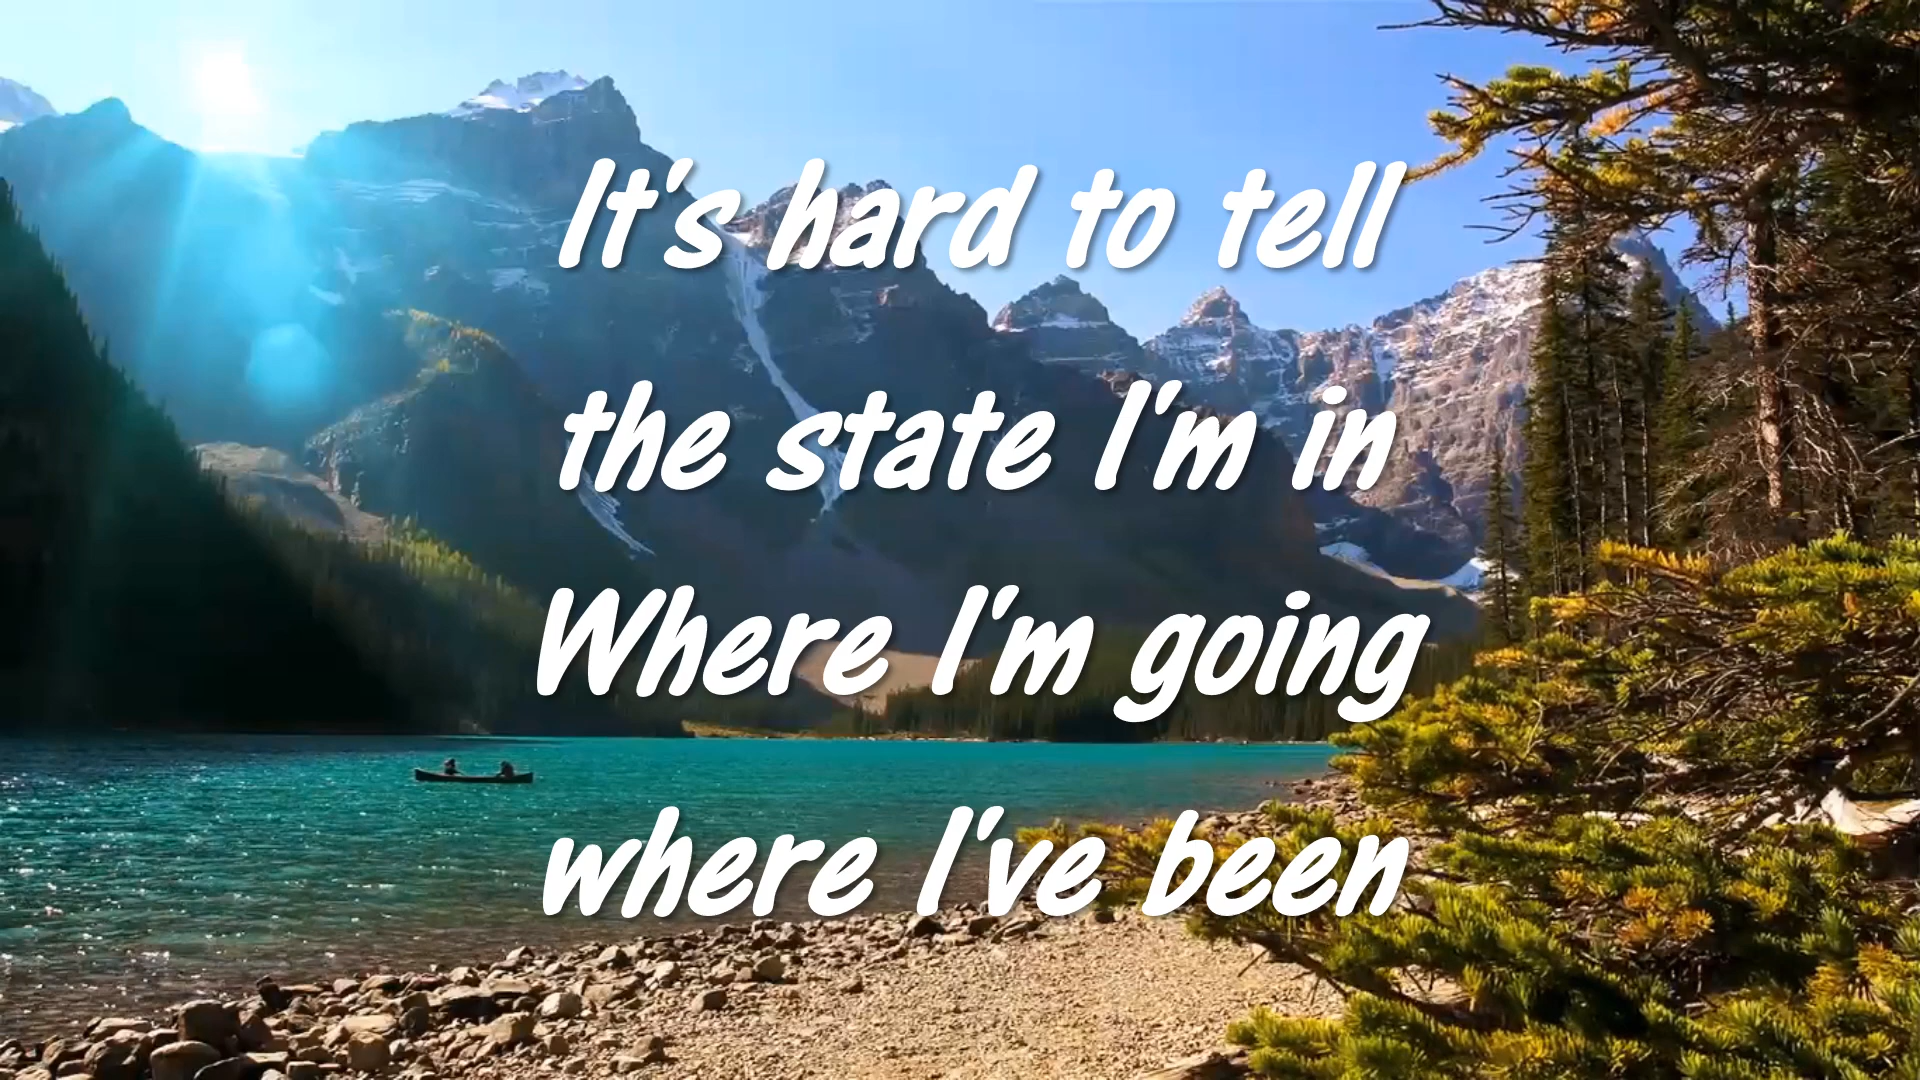 It's hard to tell
the state I'm in
Where I'm going
where I've been